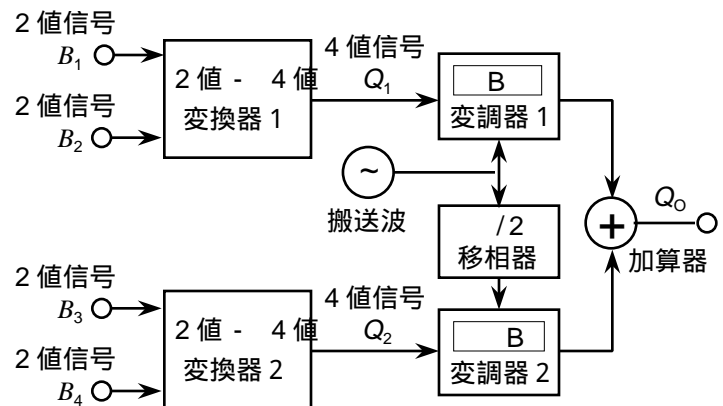 2 値信号
B1
2 値信号
B2
2 値 - 4 値
変換器 1
4 値信号
Q1
B
変調器 1
~
搬送波
/2
移相器
+
QO
加算器
2 値信号
B3
2 値信号
B4
2 値 - 4 値
変換器 2
4 値信号
Q2
B
変調器 2